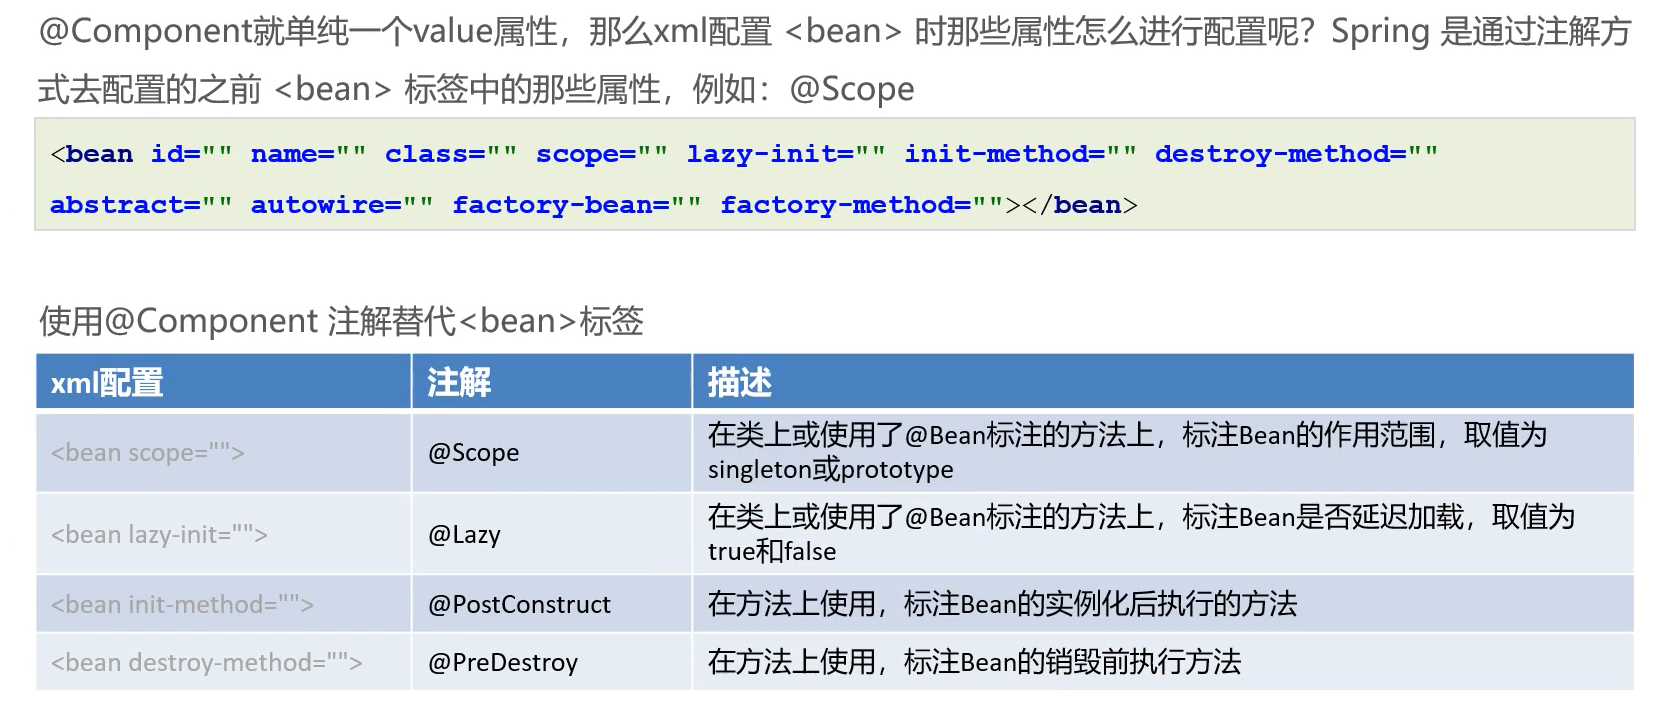 @Component就单纯一个value属性，那么xml配置 <bean> 时那些属性怎么进行配置呢？Spring 是通过注解方
式去配置的之前 <bean> 标签中的那些属性，例如：@Scope
<bean id="" name="" class="" scope="" lazy-init="" init-method="" destroy-method=""
abstract="" autowire="" factory-bean="" factory-method=""></bean>
使用@Component 注解替代<bean>标签
xml配置 注解 描述
<bean scope=""> @Scope 在类上或使用了@Bean标注的方法上，标注Bean的作用范围，取值为
singleton或prototype
<bean lazy-init=""> @Lazy 在类上或使用了@Bean标注的方法上，标注Bean是否延迟加载，取值为
true和false
<bean init-method=""> @PostConstruct 在方法上使用，标注Bean的实例化后执行的方法
<bean destroy-method=""> @PreDestroy 在方法上使用，标注Bean的销毁前执行方法